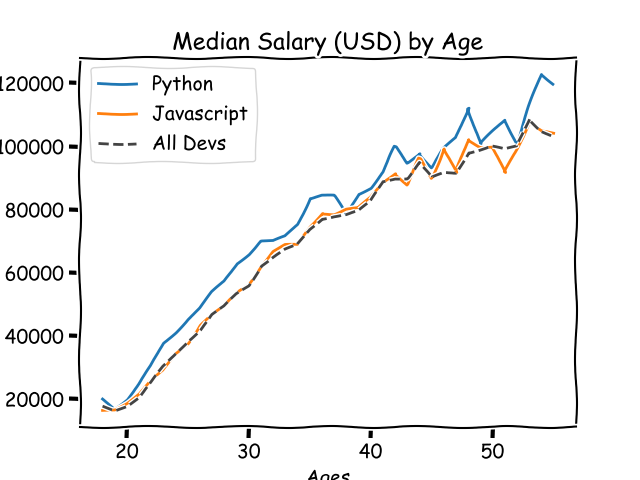 Median Salary (USD) by Age
Python
Javascript
All Devs
120000
100000
80000
60000
40000
20000
20 30 40 50
Ages